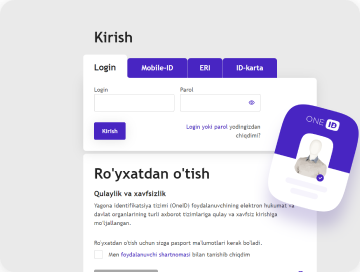 Kirish
Login Mobile-ID ERI ID-karta
Login Parol
Kirish
Login yoki parol yodingizdan
chiqdimi?
ONE ID
Ro'yxatdan o'tish
Qulaylik va xavfsizlik
Yagona identifikatsiya tizimi (OneID) foydalanuvchining elektron hukumat va
davlat organlarining turli axborot tizimlariga qulay va xavfsiz kirishiga
mo'ljallangan.
Ro'yxatdan o'tish uchun sizga pasport ma'lumotlari kerak bo'ladi.
Men foydalanuvchi shartnomasi bilan tanishib chiqdim